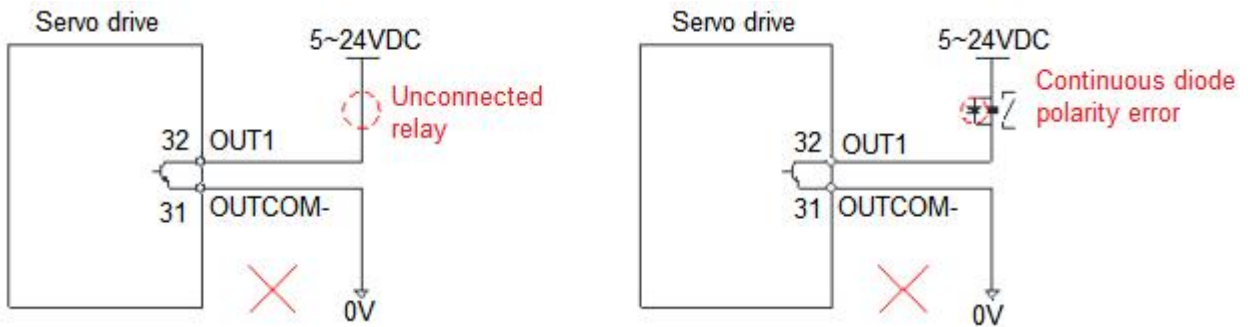 Servo drive
5~24VDC
Unconnected
relay
32 OUT1
31 OUTCOM-
0V
Servo drive
5~24VDC
Continuous diode
polarity error
32 OUT1
31 OUTCOM-
0V